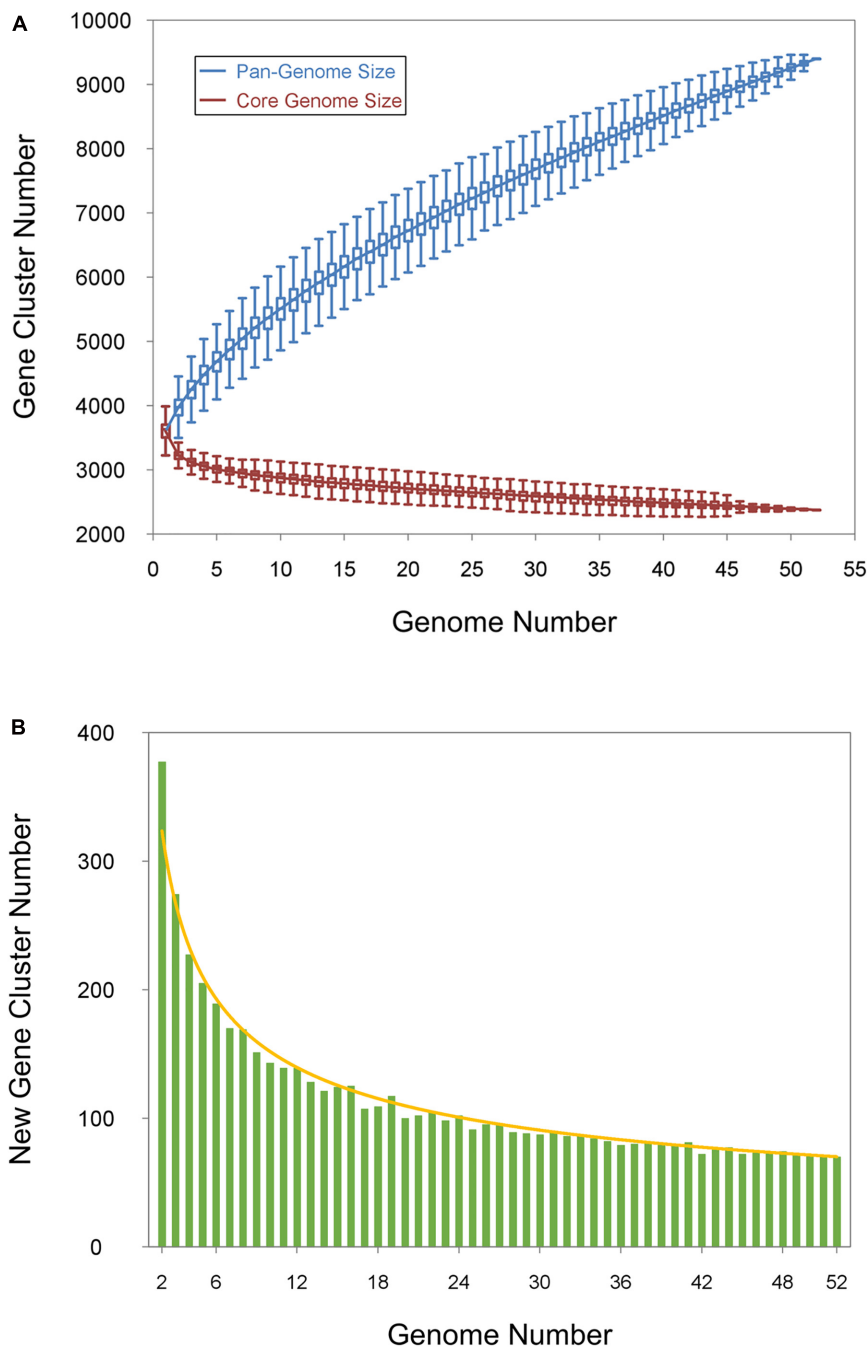 A
10000
9000
8000
7000
6000
5000
4000
3000
2000
Gene Cluster Number
Pan-Genome Size
Core Genome Size
0 5 10 15 20 25 30 35 40 45 50 55
Genome Number
B
400
300
200
100
0
New Gene Cluster Number
2 6 12 18 24 30 36 42 48 52
Genome Number